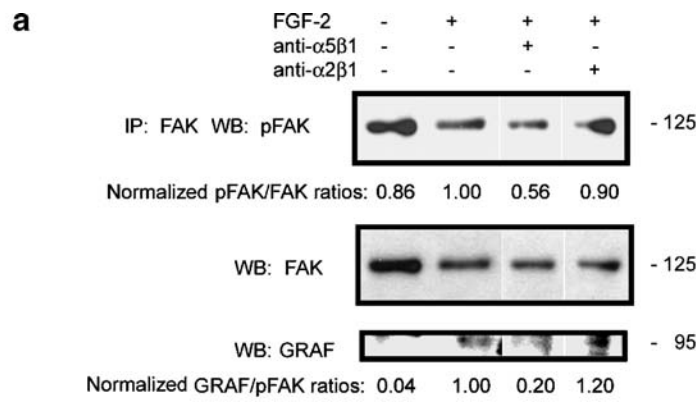 a
FGF-2 - + + +
anti-α5β1 - - + -
anti-α2β1 - - - +
IP: FAK WB: pFAK - 125
Normalized pFAK/FAK ratios: 0.86 1.00 0.56 0.90
WB: FAK - 125
WB: GRAF - 95
Normalized GRAF/pFAK ratios: 0.04 1.00 0.20 1.20